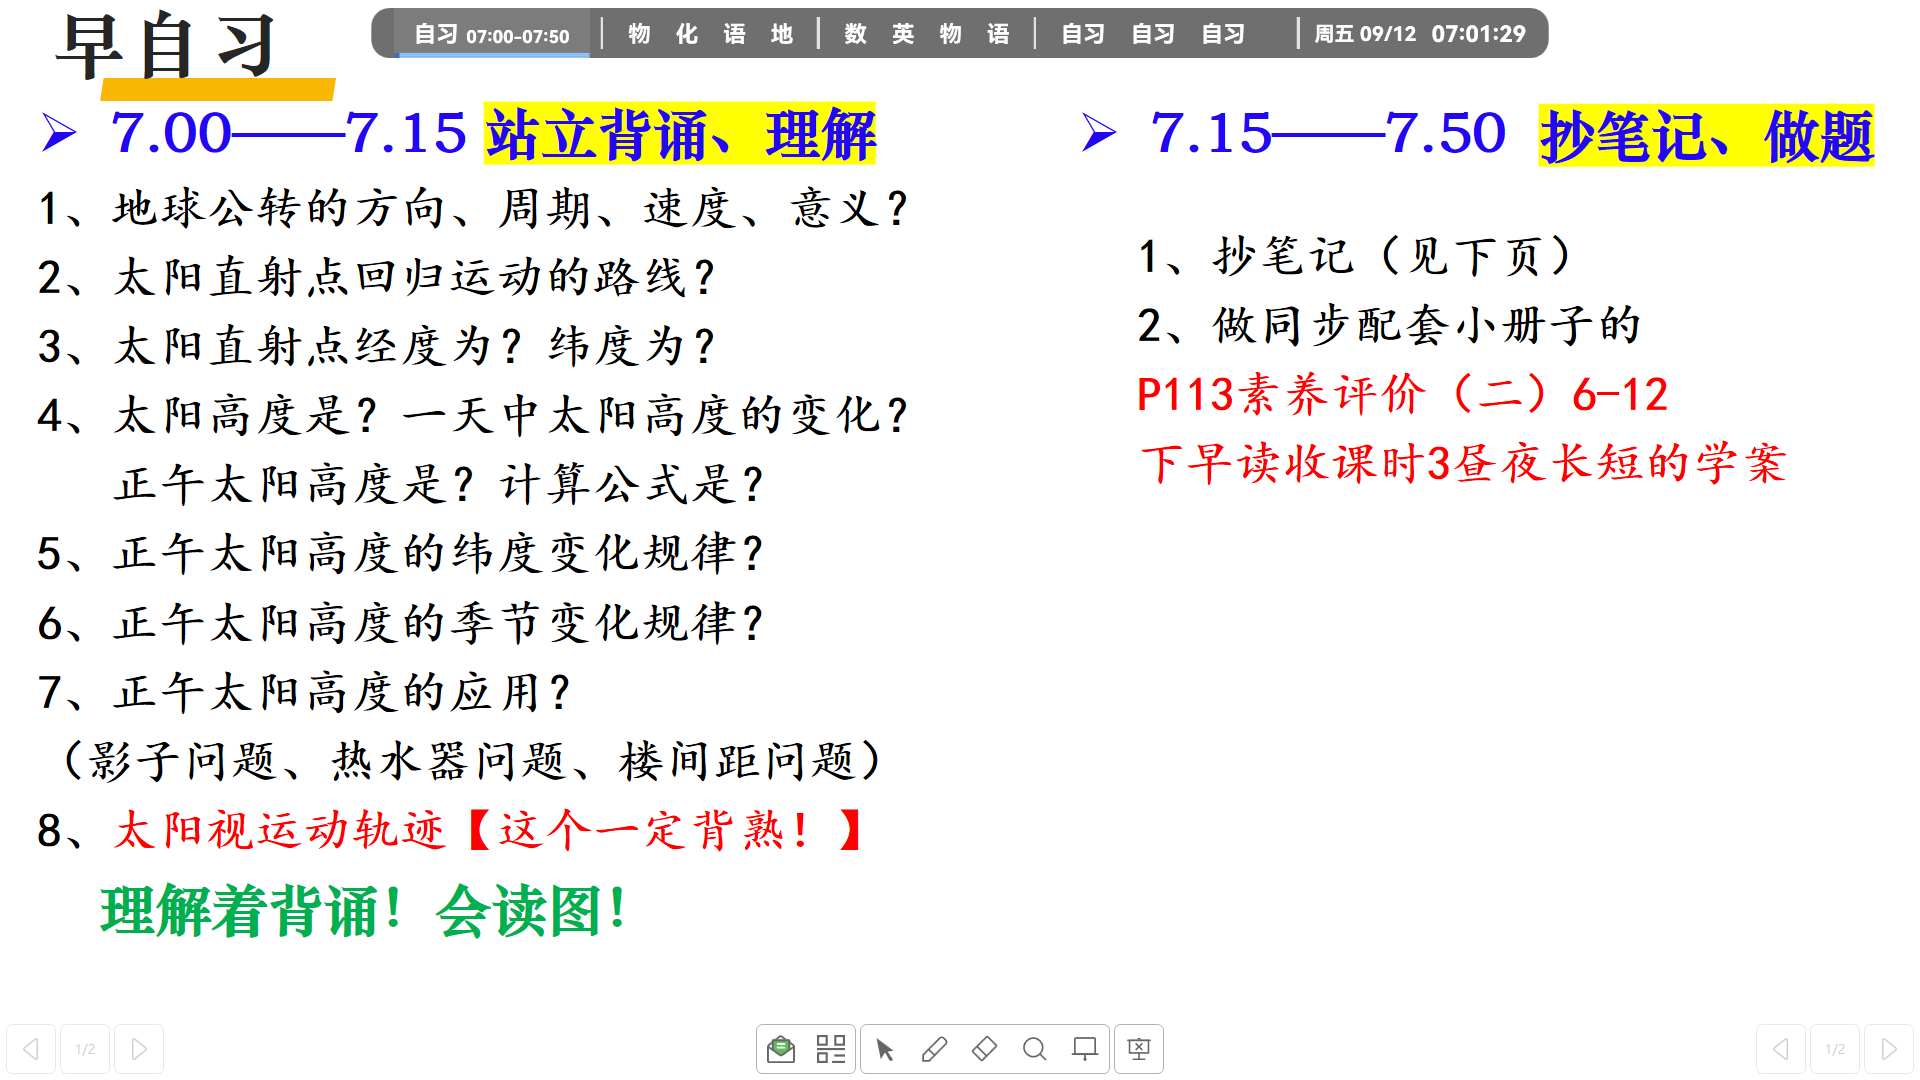 早自习
自习 07:00-07:50 物 化 语 地 数 英 物 语 自习 自习 自习 周五 09/12 07:01:29
7.00——7.15 站立背诵、理解
1、地球公转的方向、周期、速度、意义?
2、太阳直射点回归运动的路线?
3、太阳直射点经度为?纬度为?
4、太阳高度是?一天中太阳高度的变化?
正午太阳高度是?计算公式是?
5、正午太阳高度的纬度变化规律?
6、正午太阳高度的季节变化规律?
7、正午太阳高度的应用?
(影子问题、热水器问题、楼间距问题)
8、太阳视运动轨迹【这个一定背熟!】
理解着背诵!会读图!
7.15——7.50 抄笔记、做题
1、抄笔记(见下页)
2、做同步配套小册子的
P113素养评价(二)6-12
下早读收课时3昼夜长短的学案
1/2
1/2